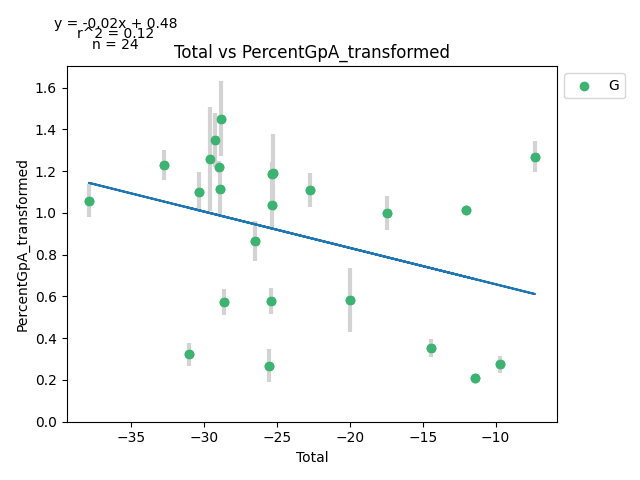 y = -0.02x + 0.48
r^2 = 0.12
n = 24
Total vs PercentGpA_transformed
G
PercentGpA_transformed
1.6
1.4
1.2
1.0
0.8
0.6
0.4
0.2
0.0
−35
−30
−25
−20
−15
−10
Total